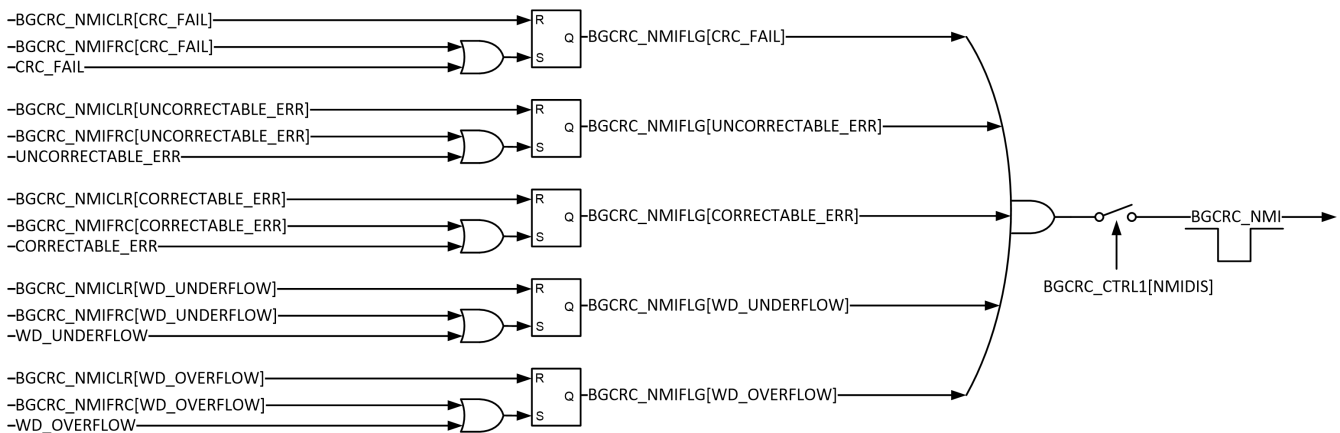 BGCRC_NMICLR[CRC_FAIL]
R
BGCRC_NMIFRC[CRC_FAIL]
Q
BGCRC_NMIFLG[CRC_FAIL]
S
CRC_FAIL
BGCRC_NMICLR[UNCORRECTABLE_ERR]
R
BGCRC_NMIFRC[UNCORRECTABLE_ERR]
Q
BGCRC_NMIFLG[UNCORRECTABLE_ERR]
S
UNCORRECTABLE_ERR
BGCRC_NMICLR[CORRECTABLE_ERR]
R
BGCRC_NMIFRC[CORRECTABLE_ERR]
Q
BGCRC_NMIFLG[CORRECTABLE_ERR]
S
CORRECTABLE_ERR
BGCRC_NMI
BGCRC_CTRL1[NMIDIS]
BGCRC_NMICLR[WD_UNDERFLOW]
R
BGCRC_NMIFRC[WD_UNDERFLOW]
Q
BGCRC_NMIFLG[WD_UNDERFLOW]
S
WD_UNDERFLOW
BGCRC_NMICLR[WD_OVERFLOW]
R
BGCRC_NMIFRC[WD_OVERFLOW]
Q
BGCRC_NMIFLG[WD_OVERFLOW]
S
WD_OVERFLOW